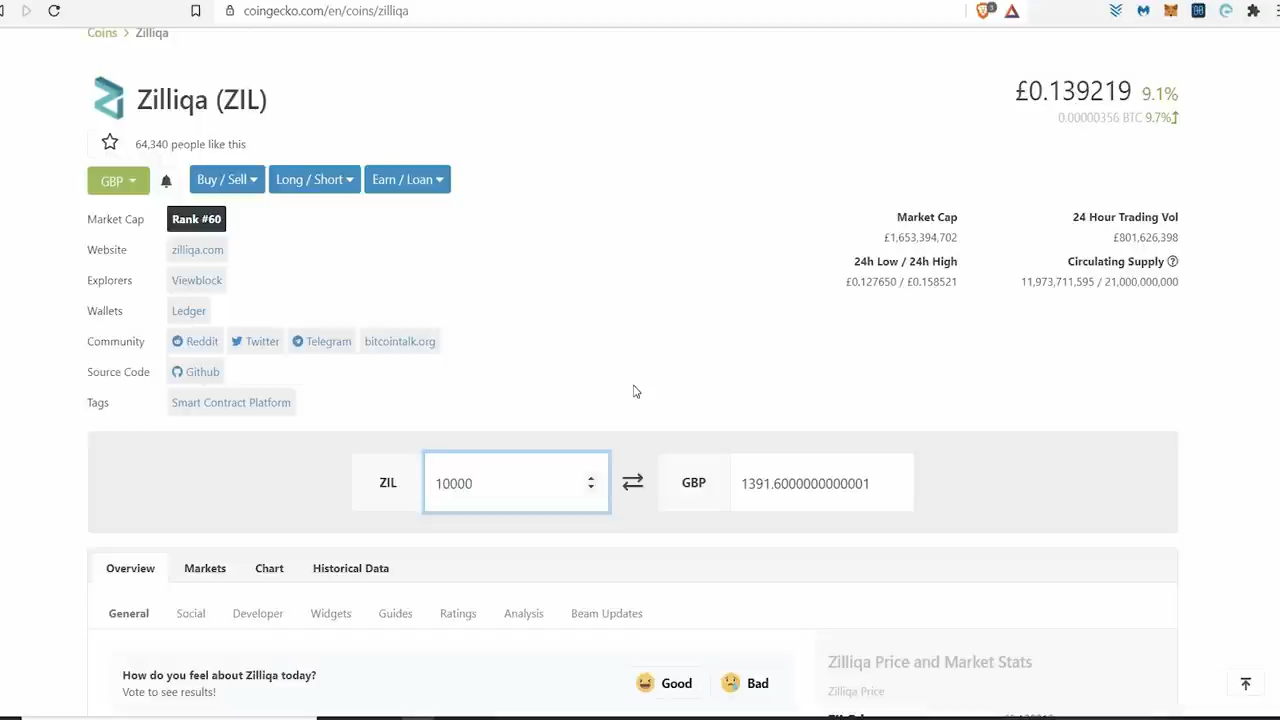 coingecko.com/en/coins/zilliqa
Coins > Zilliqa
Zilliqa (ZIL)
£0.139219 9.1%
0.00000356 BTC 9.7%
64,340 people like this
GBP
Buy / Sell
Long / Short
Earn / Loan
Market Cap Rank #60
Website zilliqa.com
Explorers Viewblock
Wallets Ledger
Community Reddit Twitter Telegram bitcointalk.org
Source Code Github
Tags Smart Contract Platform
Market Cap 24 Hour Trading Vol
£1,653,394,702 £801,626,398
24h Low / 24h High Circulating Supply
£0.127650 / £0.158521 11,973,711,595 / 21,000,000,000
ZIL 10000 GBP 1391.6000000000001
Overview Markets Chart Historical Data
General Social Developer Widgets Guides Ratings Analysis Beam Updates
How do you feel about Zilliqa today?
Vote to see results!
Good Bad
Zilliqa Price and Market Stats
Zilliqa Price